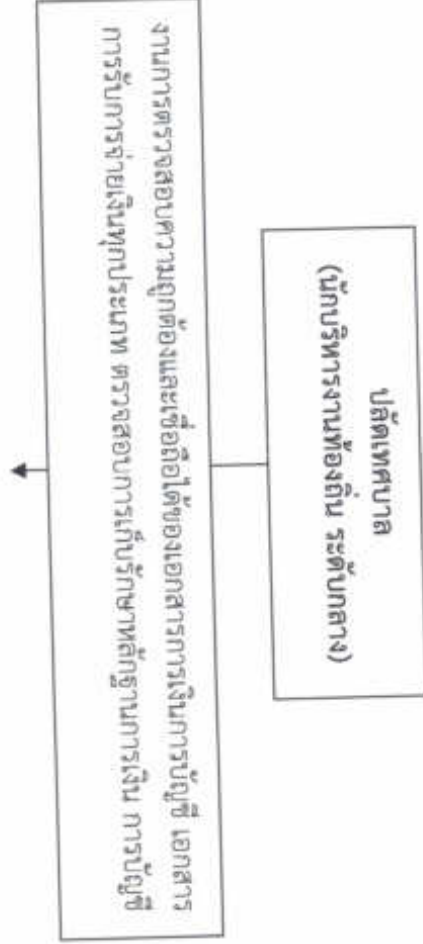 ปลัดเทศบาล
(นักบริหารงานท้องถิ่น ระดับกลาง)
งานการตรวจสอบความถูกต้องและเชื่อถือได้ของเอกสารการเงินการบัญชี เอกสาร
การรับการจ่ายเงินทุกประเภท ตรวจสอบการเก็บรักษาหลักฐานการเงิน การบัญชี